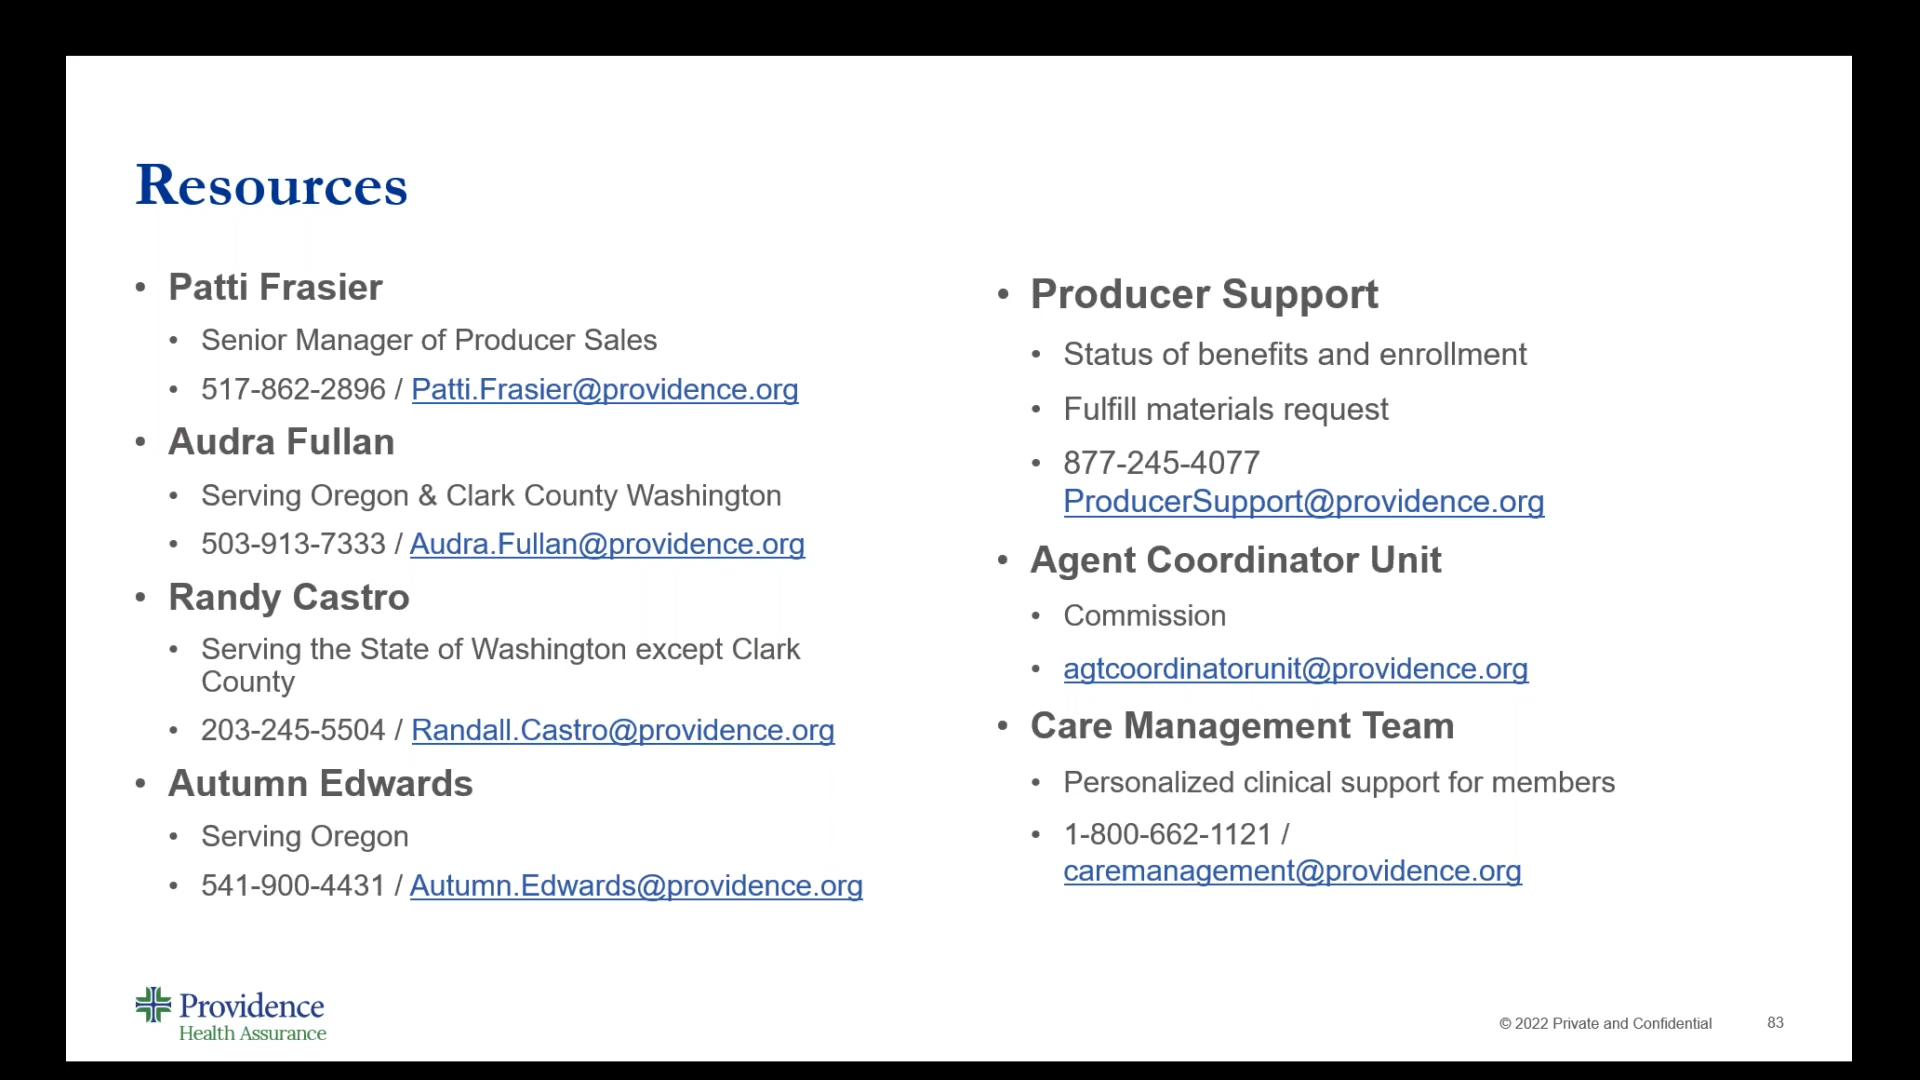 Resources
• Patti Frasier
• Senior Manager of Producer Sales
• 517-862-2896 / Patti.Frasier@providence.org
• Audra Fullan
• Serving Oregon & Clark County Washington
• 503-913-7333 / Audra.Fullan@providence.org
• Randy Castro
• Serving the State of Washington except Clark
County
• 203-245-5504 / Randall.Castro@providence.org
• Autumn Edwards
• Serving Oregon
• 541-900-4431 / Autumn.Edwards@providence.org
• Producer Support
• Status of benefits and enrollment
• Fulfill materials request
• 877-245-4077
ProducerSupport@providence.org
• Agent Coordinator Unit
• Commission
• agtcoordinatorunit@providence.org
• Care Management Team
• Personalized clinical support for members
• 1-800-662-1121 /
caremanagement@providence.org
Providence
Health Assurance
© 2022 Private and Confidential
83